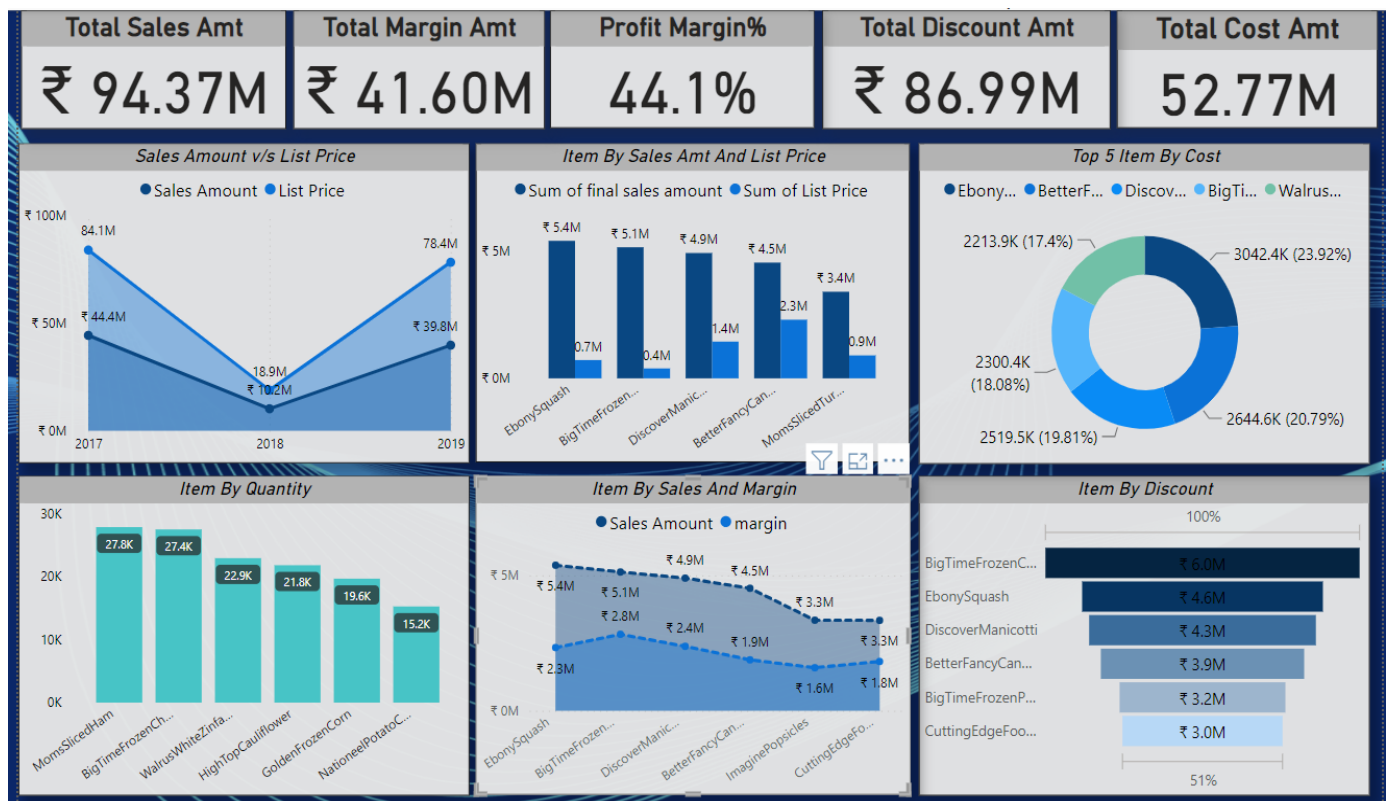 Total Sales Amt
₹ 94.37M
Total Margin Amt
₹ 41.60M
Profit Margin%
44.1%
Total Discount Amt
₹ 86.99M
Total Cost Amt
52.77M
Sales Amount v/s List Price
Sales Amount List Price
₹ 100M
₹ 50M
₹ 0M
84.1M
₹ 44.4M
18.9M
₹ 10.2M
78.4M
₹ 39.8M
2017 2018 2019
Item By Sales Amt And List Price
Sum of final sales amount Sum of List Price
₹ 5M
₹ 0M
₹ 5.4M
0.7M
₹ 5.1M
0.4M
₹ 4.9M
1.4M
₹ 4.5M
2.3M
₹ 3.4M
0.9M
EbonySquash
BigTimeFrozen...
DiscoverManic...
BetterFancyCan...
MomsSlicedTur...
Top 5 Item By Cost
Ebony... BetterF... Discov... BigTi... Walrus...
2213.9K (17.4%)
3042.4K (23.92%)
2300.4K
(18.08%)
2644.6K (20.79%)
2519.5K (19.81%)
Item By Quantity
30K
20K
10K
0K
27.8K
27.4K
22.9K
21.8K
19.6K
15.2K
MomsSlicedHam
BigTimeFrozenCh...
WalrusWhiteZinfa...
HighTopCauliflower
GoldenFrozenCorn
NationeelPotatoC...
Item By Sales And Margin
Sales Amount margin
₹ 5M
₹ 0M
₹ 5.4M
₹ 5.1M
₹ 4.9M
₹ 4.5M
₹ 3.3M
₹ 3.3M
₹ 2.3M
₹ 2.8M
₹ 2.4M
₹ 1.9M
₹ 1.6M
₹ 1.8M
EbonySquash
BigTimeFrozen...
DiscoverManic...
BetterFancyCan...
ImaginePopsicles
CuttingEdgeFo...
Item By Discount
100%
BigTimeFrozenC... ₹ 6.0M
EbonySquash ₹ 4.6M
DiscoverManicotti ₹ 4.3M
BetterFancyCan... ₹ 3.9M
BigTimeFrozenP... ₹ 3.2M
CuttingEdgeFoo... ₹ 3.0M
51%